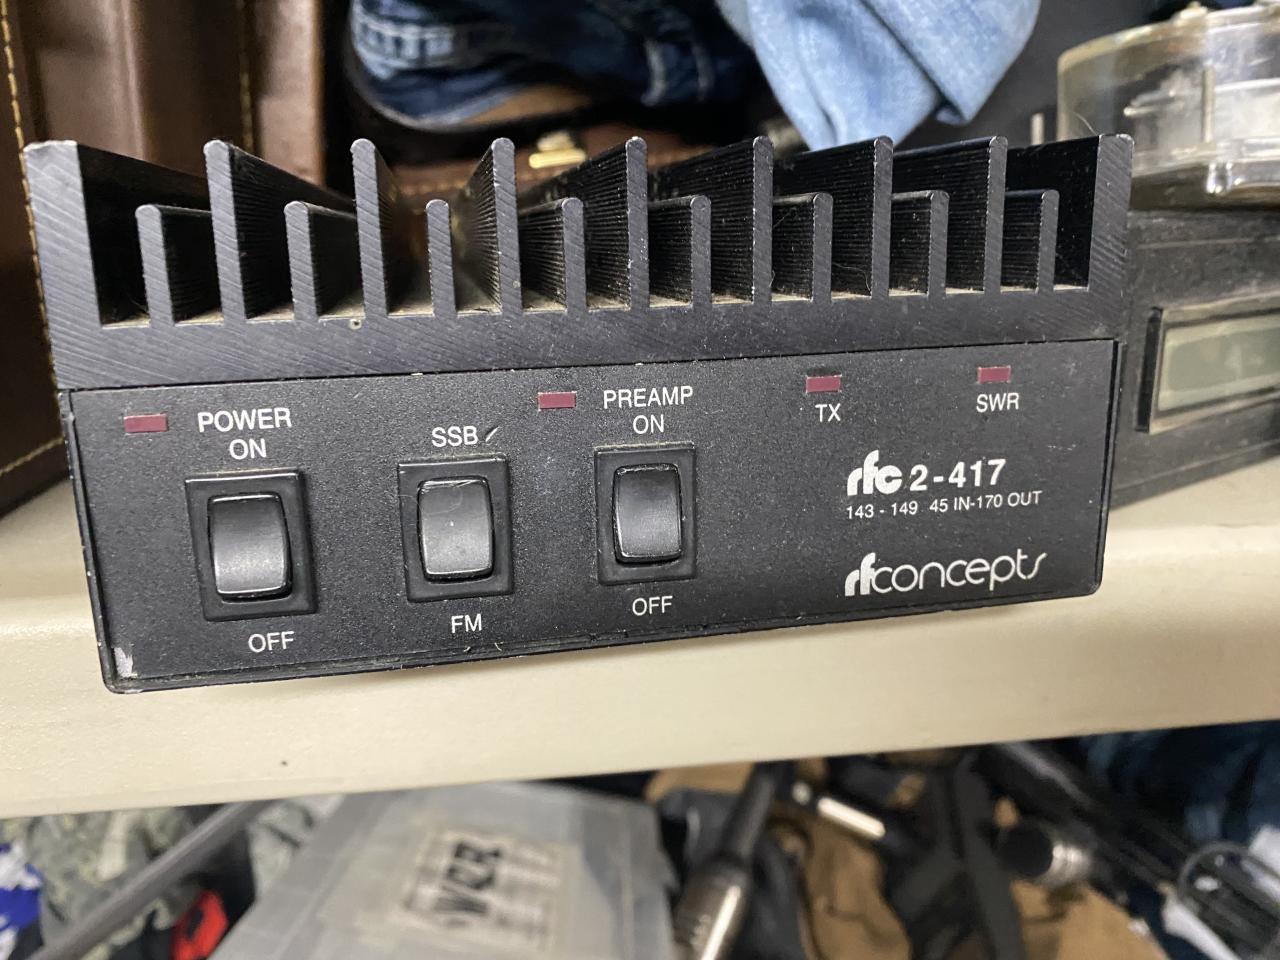 POWER
ON
OFF
SSB
FM
PREAMP
ON
OFF
TX
SWR
rfc 2-417
143 - 149 45 IN-170 OUT
rfconcepts